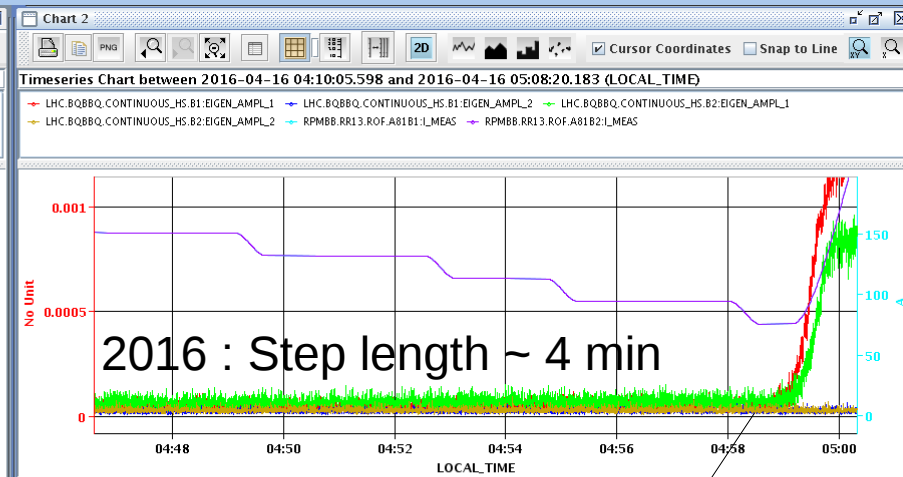 Chart 2
PNG
2D
Cursor Coordinates
Snap to Line
Timeseries Chart between 2016-04-16 04:10:05.598 and 2016-04-16 05:08:20.183 (LOCAL_TIME)
LHC.BQBBQ.CONTINUOUS_HS.B1:EIGEN_AMPL_1 LHC.BQBBQ.CONTINUOUS_HS.B1:EIGEN_AMPL_2 LHC.BQBBQ.CONTINUOUS_HS.B2:EIGEN_AMPL_1
LHC.BQBBQ.CONTINUOUS_HS.B2:EIGEN_AMPL_2 RPMBB.RR13.ROF.A81B1:I_MEAS RPMBB.RR13.ROF.A81B2:I_MEAS
0.001
150
No Unit
0.0005
100
A
2016 : Step length ~ 4 min
50
0
0
04:48 04:50 04:52 04:54 04:56 04:58 05:00
LOCAL_TIME